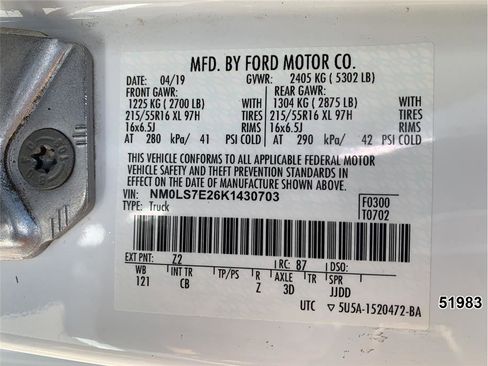 MFD. BY FORD MOTOR CO.
DATE: 04/19 GVWR: 2405 KG ( 5302 LB)
FRONT GAWR: REAR GAWR:
1225 KG ( 2700 LB) 1304 KG ( 2875 LB)
215/55R16 XL 97H TIRES 215/55R16 XL 97H TIRES
16x6.5J RIMS 16x6.5J RIMS
AT 280 kPa/ 41 PSI COLD AT 290 kPa/ 42 PSI COLD
THIS VEHICLE CONFORMS TO ALL APPLICABLE FEDERAL MOTOR
VEHICLE SAFETY AND THEFT PREVENTION STANDARDS IN
EFFECT ON THE DATE OF MANUFACTURE SHOWN ABOVE.
VIN: NM0LS7E26K1430703 F0300
TYPE: Truck T0702
EXT PNT: Z2 RC: 87 DSO:
WB INT TR TP/PS R AXLE TR SPR
121 CB Z 3D JJDD
UTC ▽ 5U5A-1520472-BA
51983